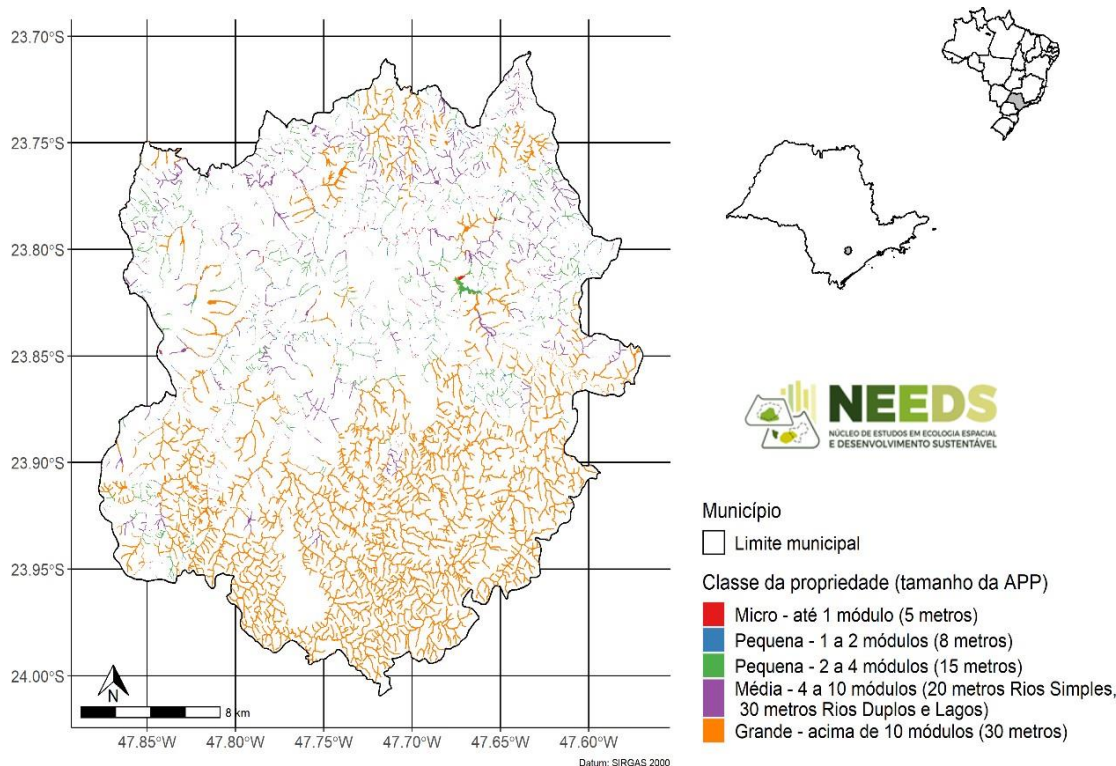 23.70°S
23.75°S
23.80°S
23.85°S
23.90°S
23.95°S
24.00°S
N
8 km
47.85°W 47.80°W 47.75°W 47.70°W 47.65°W 47.60°W
Datum: SIRGAS 2000
NEEDS
NÚCLEO DE ESTUDOS EM ECOLOGIA ESPACIAL
E DESENVOLVIMENTO SUSTENTÁVEL
Município
Limite municipal
Classe da propriedade (tamanho da APP)
Micro - até 1 módulo (5 metros)
Pequena - 1 a 2 módulos (8 metros)
Pequena - 2 a 4 módulos (15 metros)
Média - 4 a 10 módulos (20 metros Rios Simples,
30 metros Rios Duplos e Lagos)
Grande - acima de 10 módulos (30 metros)